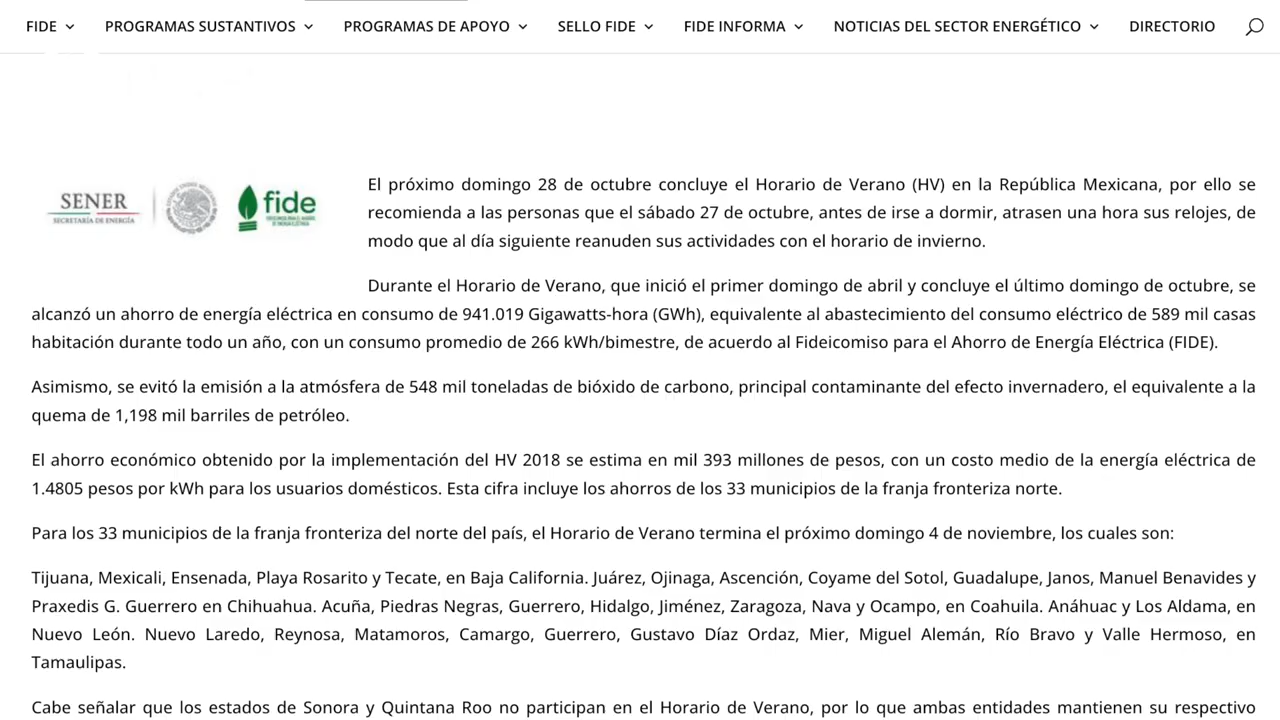 FIDE PROGRAMAS SUSTANTIVOS PROGRAMAS DE APOYO SELLO FIDE FIDE INFORMA NOTICIAS DEL SECTOR ENERGÉTICO DIRECTORIO
SENER
SECRETARÍA DE ENERGÍA
fide
El próximo domingo 28 de octubre concluye el Horario de Verano (HV) en la República Mexicana, por ello se
recomienda a las personas que el sábado 27 de octubre, antes de irse a dormir, atrasen una hora sus relojes, de
modo que al día siguiente reanuden sus actividades con el horario de invierno.
Durante el Horario de Verano, que inició el primer domingo de abril y concluye el último domingo de octubre, se
alcanzó un ahorro de energía eléctrica en consumo de 941.019 Gigawatts-hora (GWh), equivalente al abastecimiento del consumo eléctrico de 589 mil casas
habitación durante todo un año, con un consumo promedio de 266 kWh/bimestre, de acuerdo al Fideicomiso para el Ahorro de Energía Eléctrica (FIDE).
Asimismo, se evitó la emisión a la atmósfera de 548 mil toneladas de bióxido de carbono, principal contaminante del efecto invernadero, el equivalente a la
quema de 1,198 mil barriles de petróleo.
El ahorro económico obtenido por la implementación del HV 2018 se estima en mil 393 millones de pesos, con un costo medio de la energía eléctrica de
1.4805 pesos por kWh para los usuarios domésticos. Esta cifra incluye los ahorros de los 33 municipios de la franja fronteriza norte.
Para los 33 municipios de la franja fronteriza del norte del país, el Horario de Verano termina el próximo domingo 4 de noviembre, los cuales son:
Tijuana, Mexicali, Ensenada, Playa Rosarito y Tecate, en Baja California. Juárez, Ojinaga, Ascención, Coyame del Sotol, Guadalupe, Janos, Manuel Benavides y
Praxedis G. Guerrero en Chihuahua. Acuña, Piedras Negras, Guerrero, Hidalgo, Jiménez, Zaragoza, Nava y Ocampo, en Coahuila. Anáhuac y Los Aldama, en
Nuevo León. Nuevo Laredo, Reynosa, Matamoros, Camargo, Guerrero, Gustavo Díaz Ordaz, Mier, Miguel Alemán, Río Bravo y Valle Hermoso, en
Tamaulipas.
Cabe señalar que los estados de Sonora y Quintana Roo no participan en el Horario de Verano, por lo que ambas entidades mantienen su respectivo